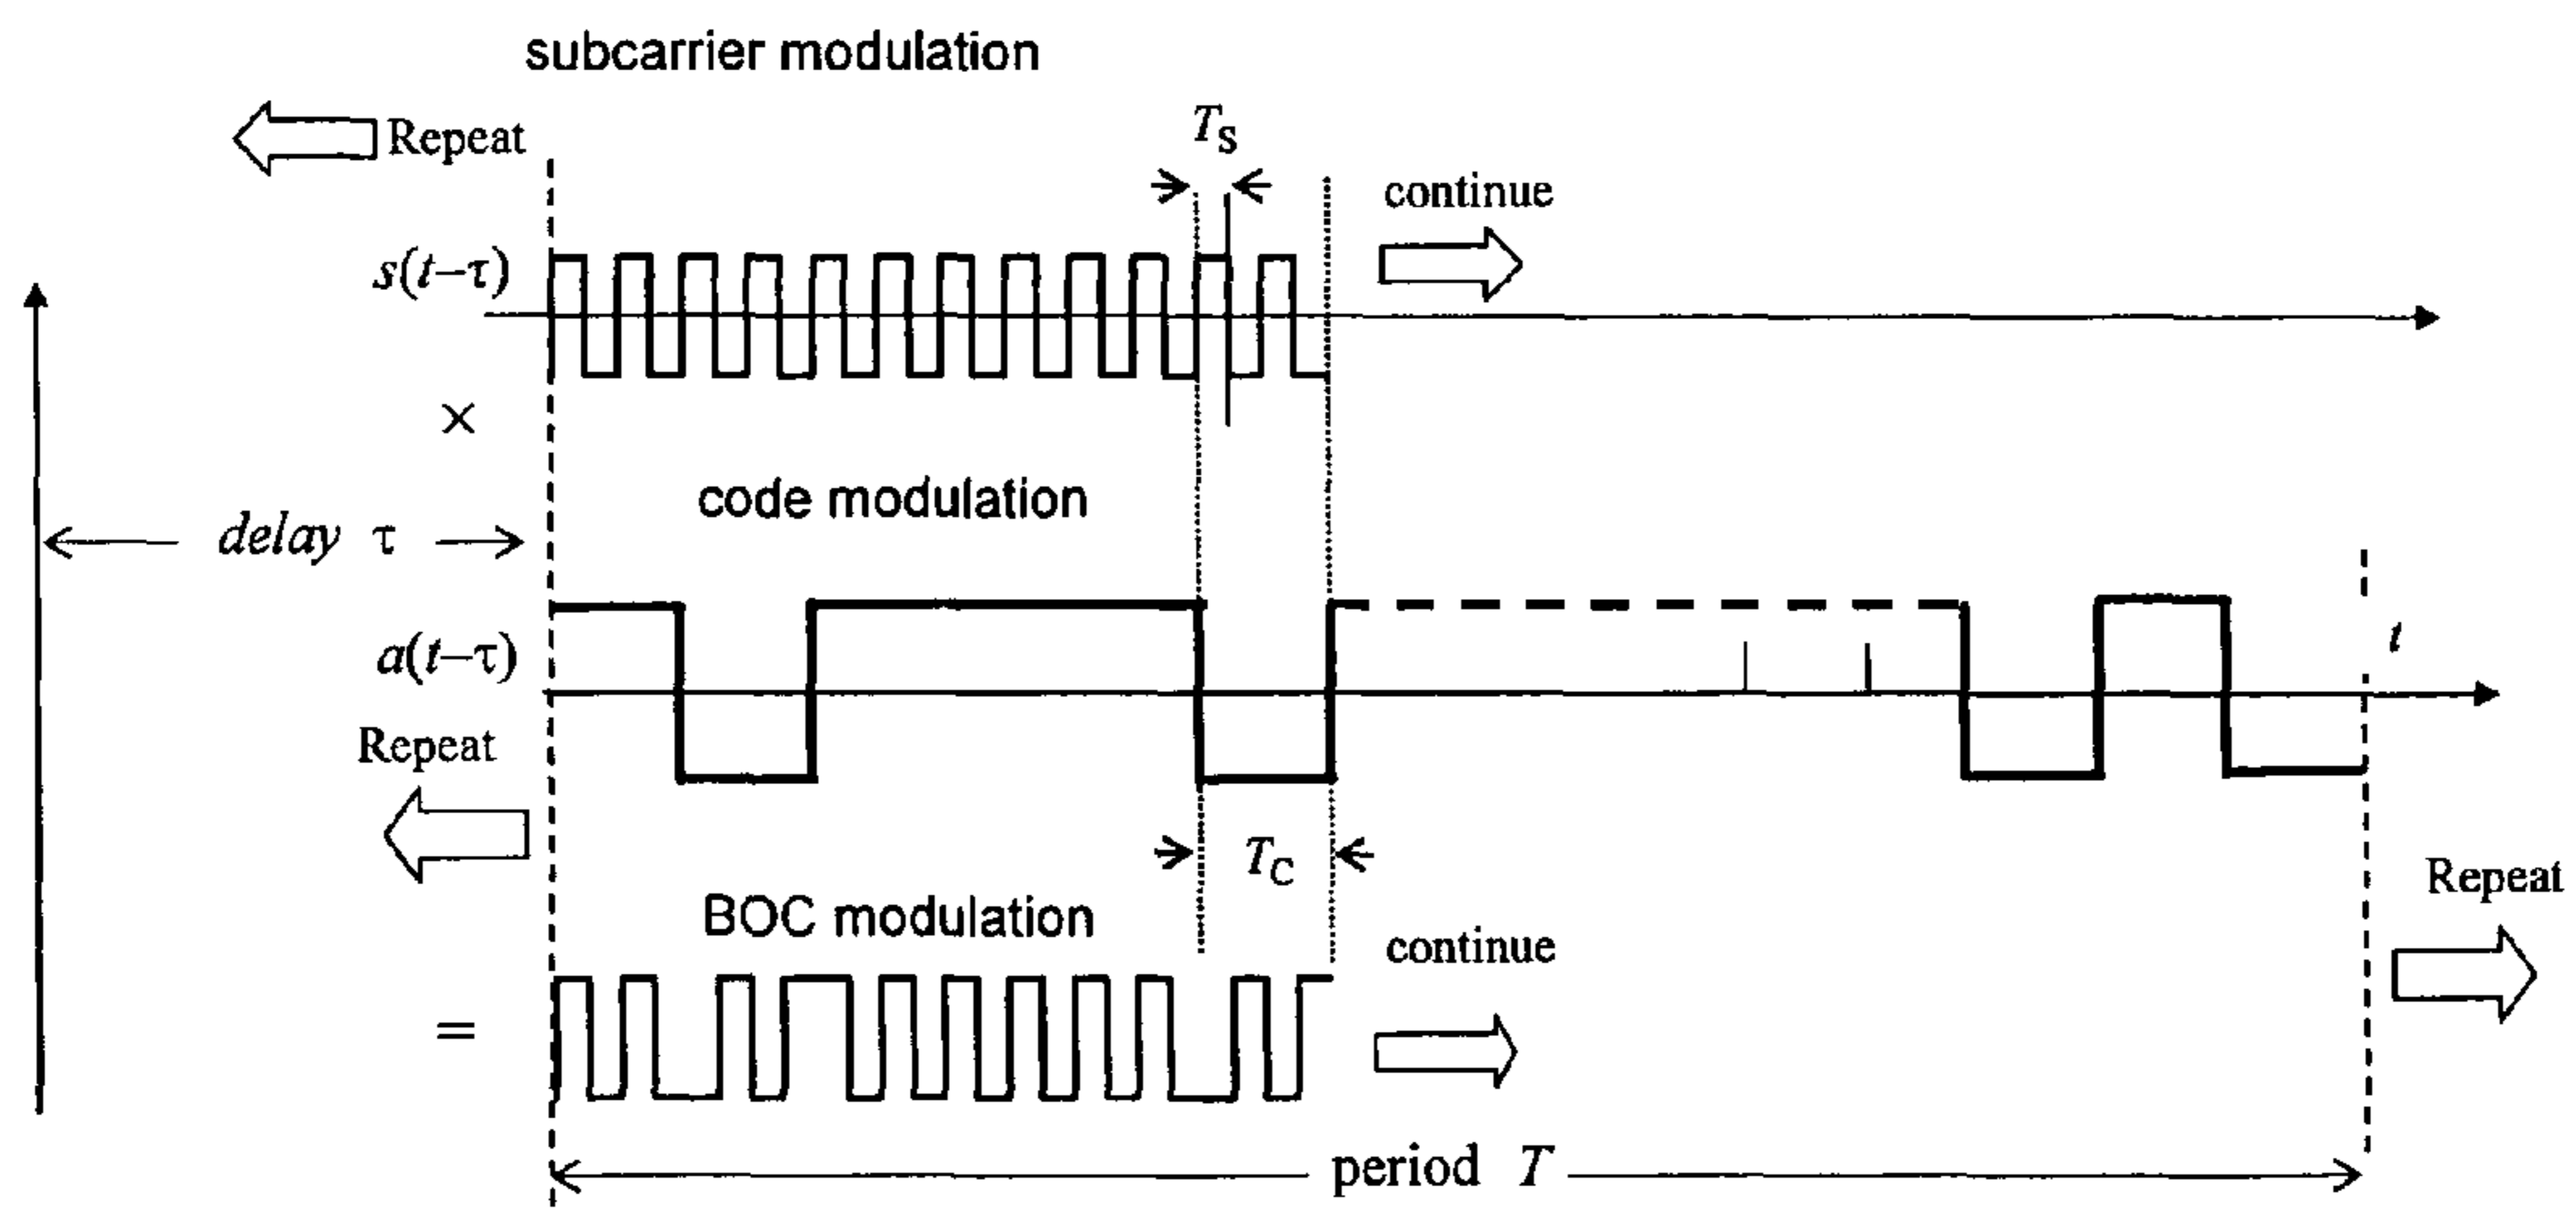 subcarrier modulation
Repeat
T_S
continue
s(t–τ)
×
code modulation
delay τ
a(t–τ)
t
Repeat
T_C
Repeat
BOC modulation
continue
=
period T